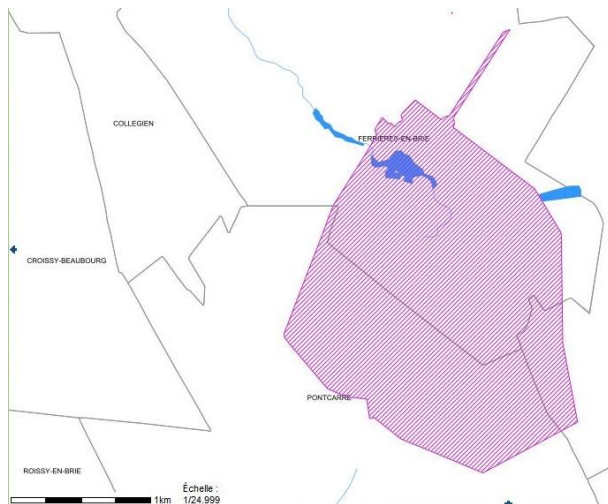 COLLEGIEN
FERRIERES-EN-BRIE
CROISSY-BEAUBOURG
PONTCARRE
ROISSY-EN-BRIE
Échelle :
1km 1/24.999